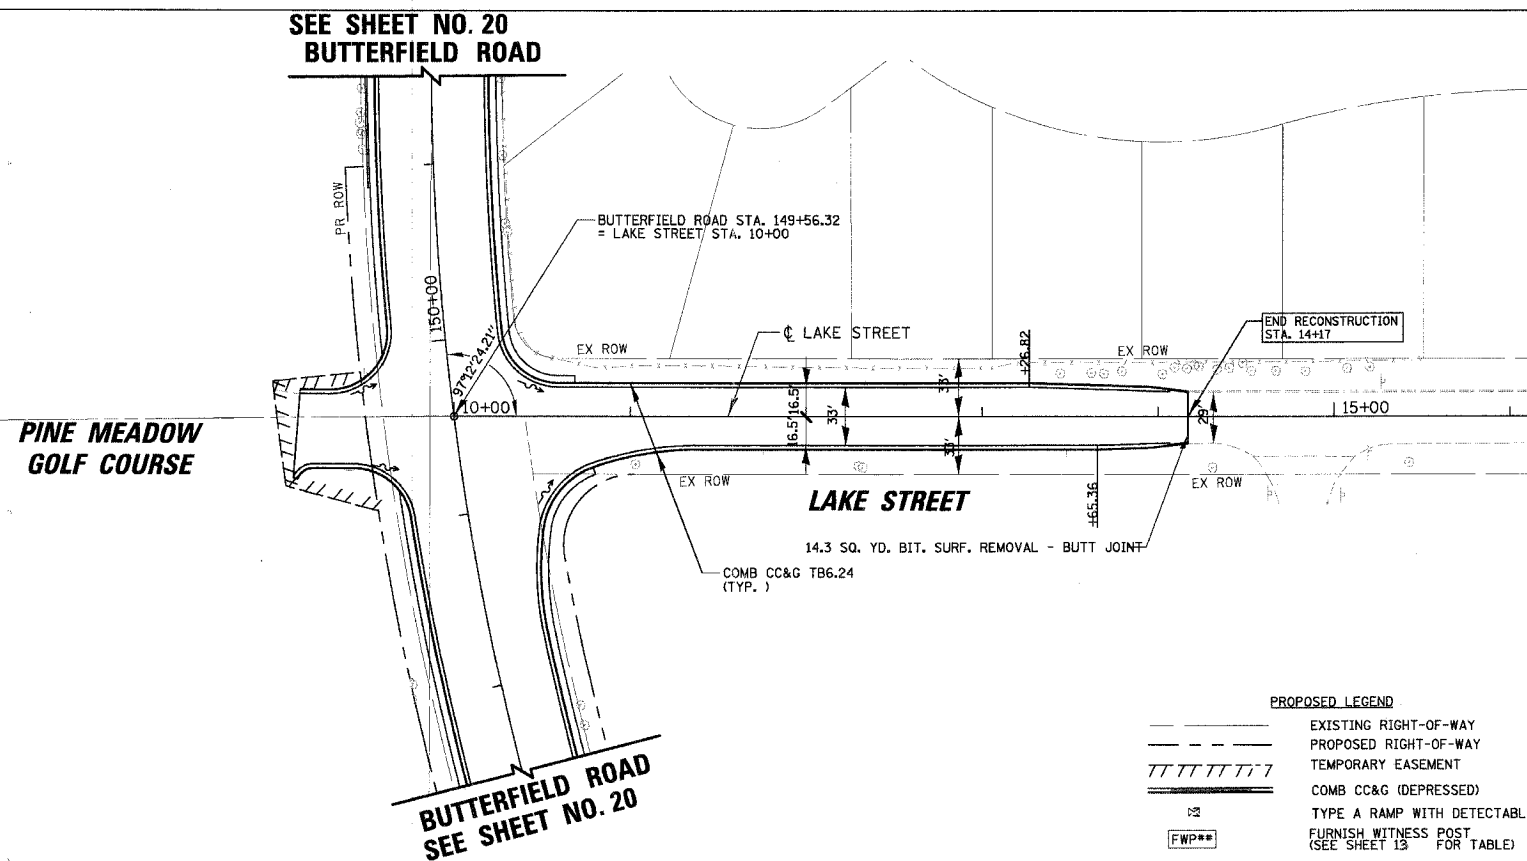 SEE SHEET NO. 20
BUTTERFIELD ROAD
PR ROW
BUTTERFIELD ROAD STA. 149+56.32
= LAKE STREET STA. 10+00
150+00
97°12'24.21"
℄ LAKE STREET
EX ROW
+26.82
EX ROW
END RECONSTRUCTION
STA. 14+17
10+00
16.5'
16.5'
33'
33'
33'
29'
15+00
PINE MEADOW
GOLF COURSE
EX ROW
LAKE STREET
+65.36
EX ROW
14.3 SQ. YD. BIT. SURF. REMOVAL - BUTT JOINT
COMB CC&G TB6.24
(TYP. )
BUTTERFIELD ROAD
SEE SHEET NO. 20
PROPOSED LEGEND
EXISTING RIGHT-OF-WAY
PROPOSED RIGHT-OF-WAY
TEMPORARY EASEMENT
COMB CC&G (DEPRESSED)
TYPE A RAMP WITH DETECTABL
FWP**
FURNISH WITNESS POST
(SEE SHEET 13 FOR TABLE)